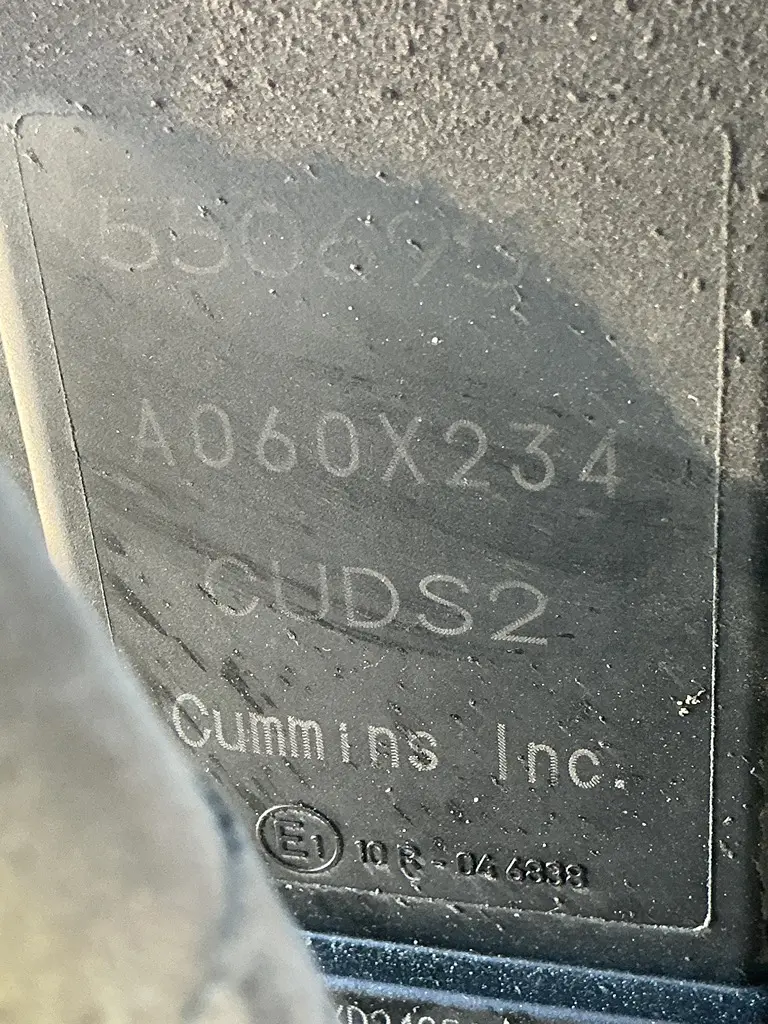 A060X234
CUDS2
Cummins Inc.
E1 10 R - 04 6838